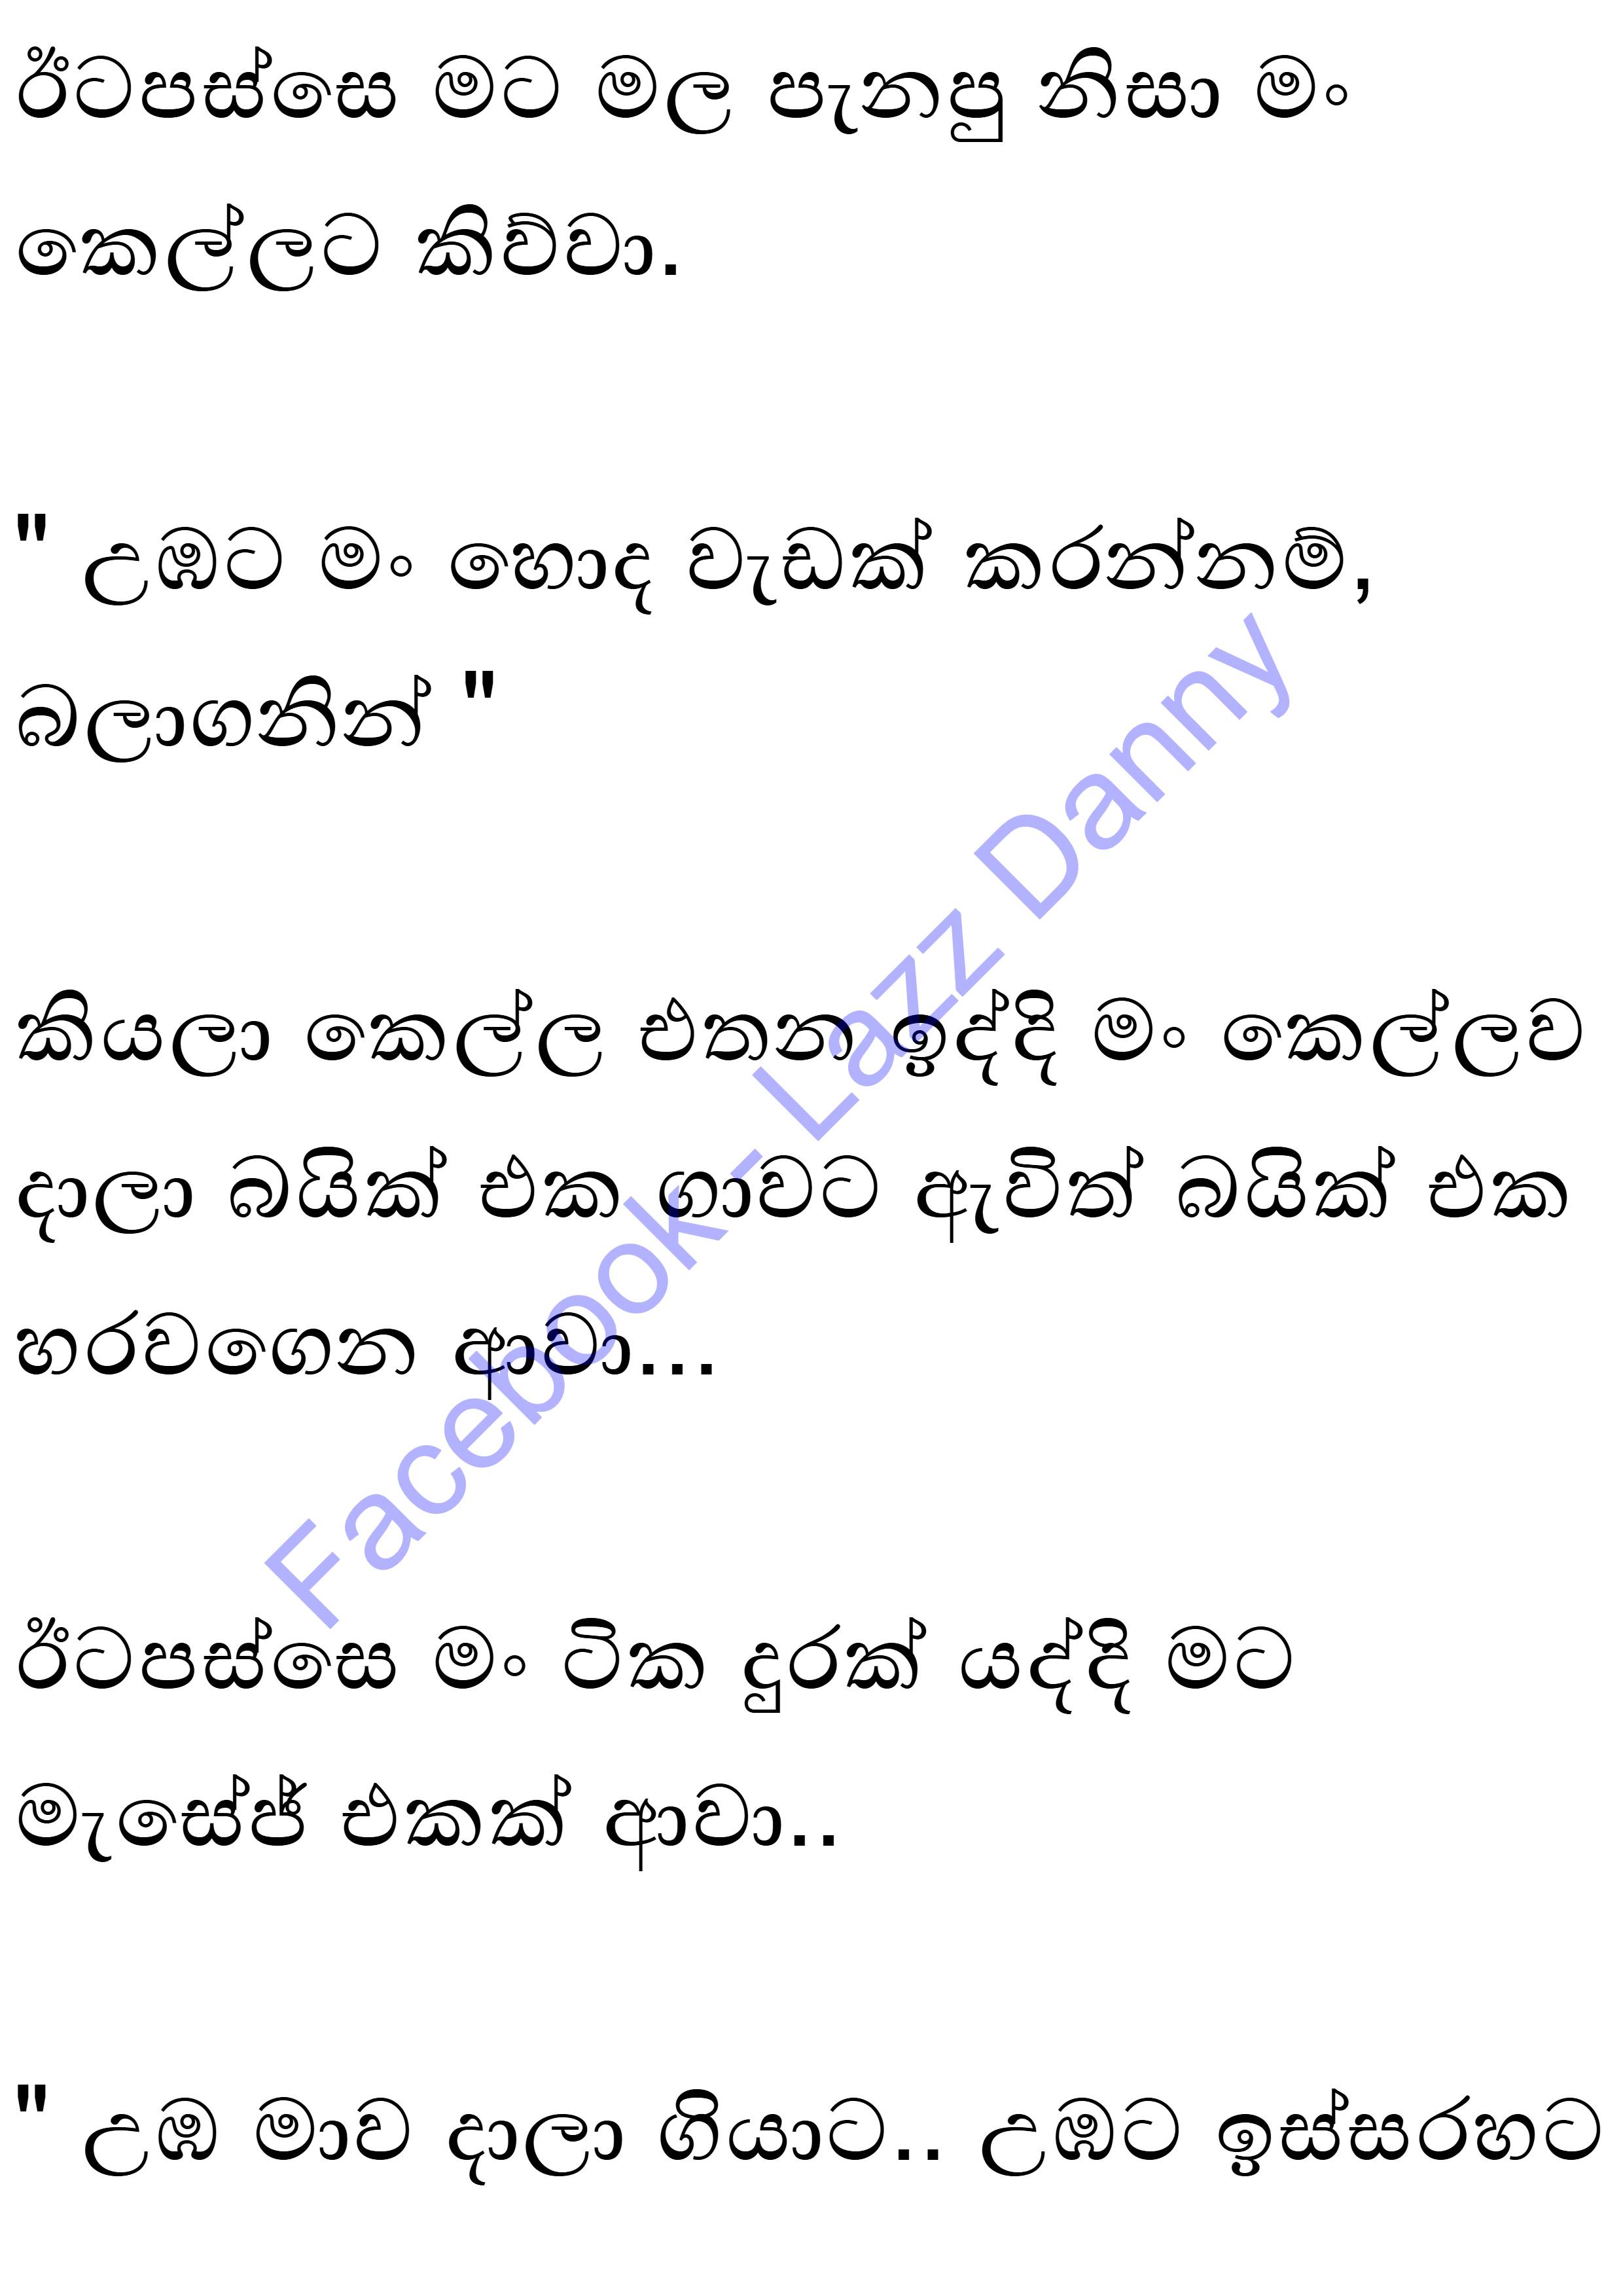 ඊටපස්සෙ මට මල පැනපු නිසා මං
කෙල්ලට කිව්වා.
" උඹට මං හොද වැඩක් කරන්නම්,
බලාගනින් "
කියලා කෙල්ල එතන ඉද්දි මං කෙල්ලව
දාලා බයික් එක ගාවට ඇවිත් බයික් එක
හරවගෙන ආවා...
ඊටපස්සෙ මං ටික දුරක් යද්දි මට
මැසේජ් එකක් ආවා..
" උඹ මාව දාලා ගියාට.. උඹට ඉස්සරහට
Facebook- Lazz Danny